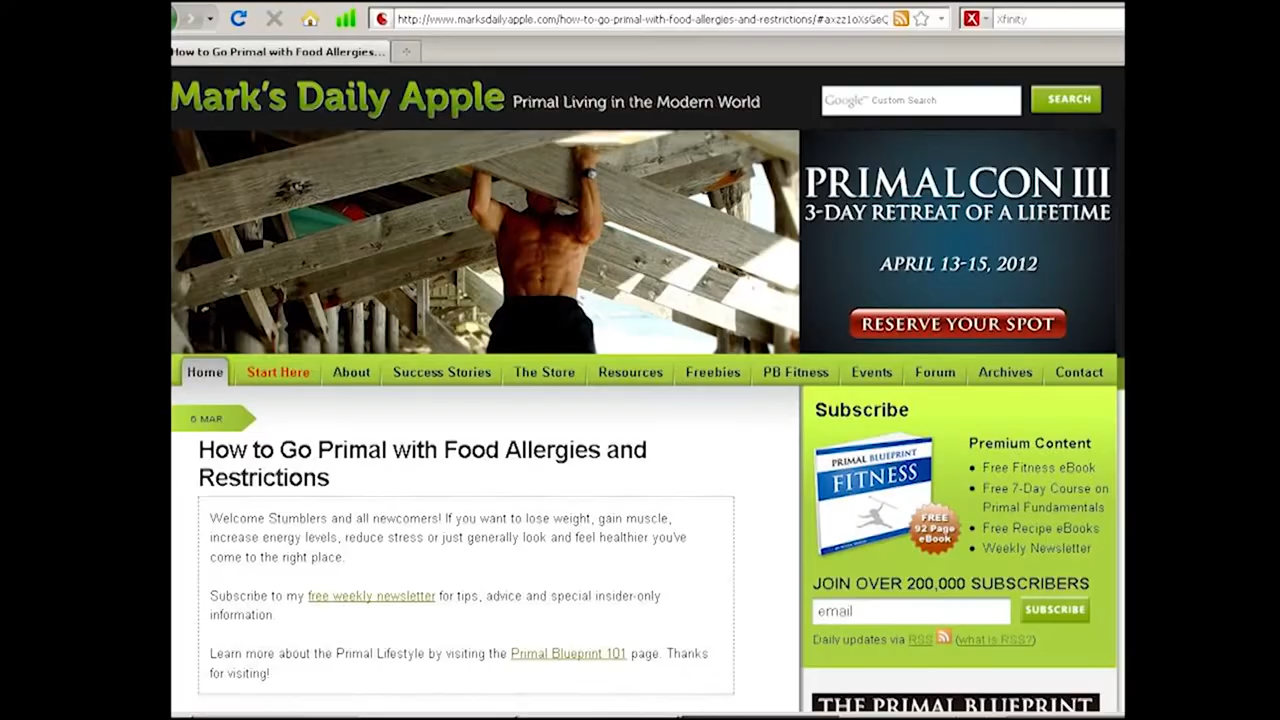 http://www.marksdailyapple.com/how-to-go-primal-with-food-allergies-and-restrictions/#axzz1oXsGeQ
Xfinity
How to Go Primal with Food Allergies...
Mark's Daily Apple Primal Living in the Modern World
Google™ Custom Search
SEARCH
PRIMAL CON III
3-DAY RETREAT OF A LIFETIME
APRIL 13-15, 2012
RESERVE YOUR SPOT
Home Start Here About Success Stories The Store Resources Freebies PB Fitness Events Forum Archives Contact
6 MAR
How to Go Primal with Food Allergies and
Restrictions
Welcome Stumblers and all newcomers! If you want to lose weight, gain muscle,
increase energy levels, reduce stress or just generally look and feel healthier you've
come to the right place.
Subscribe to my free weekly newsletter for tips, advice and special insider-only
information.
Learn more about the Primal Lifestyle by visiting the Primal Blueprint 101 page. Thanks
for visiting!
Subscribe
PRIMAL BLUEPRINT
FITNESS
FREE
92 Page
eBook
Premium Content
Free Fitness eBook
Free 7-Day Course on
Primal Fundamentals
Free Recipe eBooks
Weekly Newsletter
JOIN OVER 200,000 SUBSCRIBERS
email
SUBSCRIBE
Daily updates via RSS (what is RSS?)
THE PRIMAL BLUEPRINT